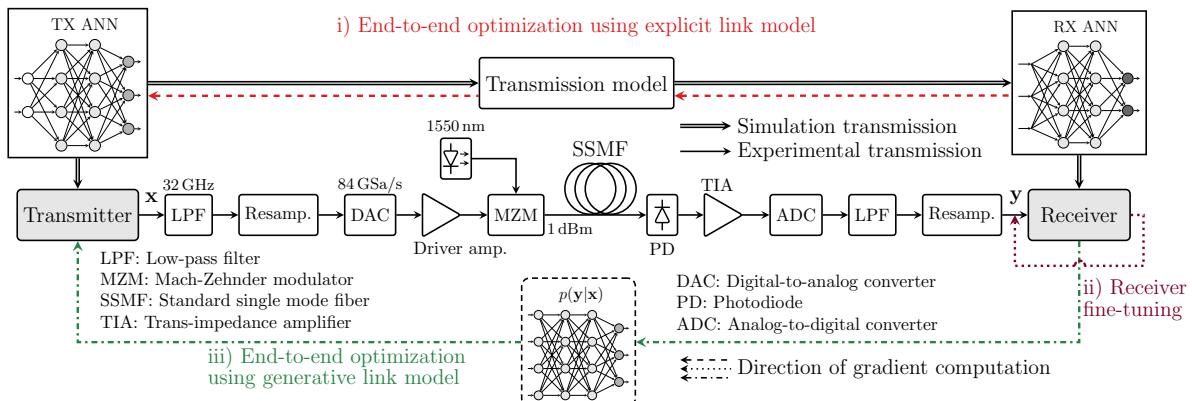 TX ANN
i) End-to-end optimization using explicit link model
RX ANN
Transmission model
1550 nm
SSMF
Simulation transmission
Experimental transmission
Transmitter
x
32 GHz
LPF
Resamp.
84 GSa/s
DAC
Driver amp.
MZM
1 dBm
PD
TIA
ADC
LPF
Resamp.
y
Receiver
LPF: Low-pass filter
MZM: Mach-Zehnder modulator
SSMF: Standard single mode fiber
TIA: Trans-impedance amplifier
p(y|x)
DAC: Digital-to-analog converter
PD: Photodiode
ADC: Analog-to-digital converter
ii) Receiver
fine-tuning
iii) End-to-end optimization
using generative link model
Direction of gradient computation